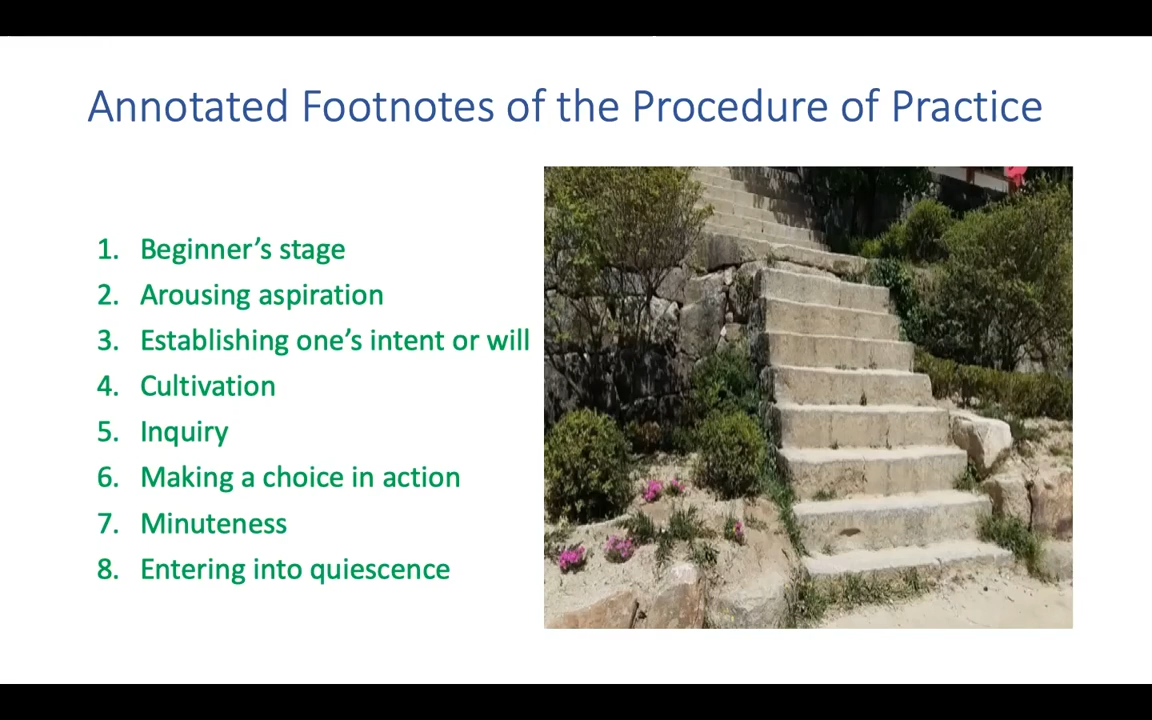 Annotated Footnotes of the Procedure of Practice
1. Beginner’s stage
2. Arousing aspiration
3. Establishing one’s intent or will
4. Cultivation
5. Inquiry
6. Making a choice in action
7. Minuteness
8. Entering into quiescence